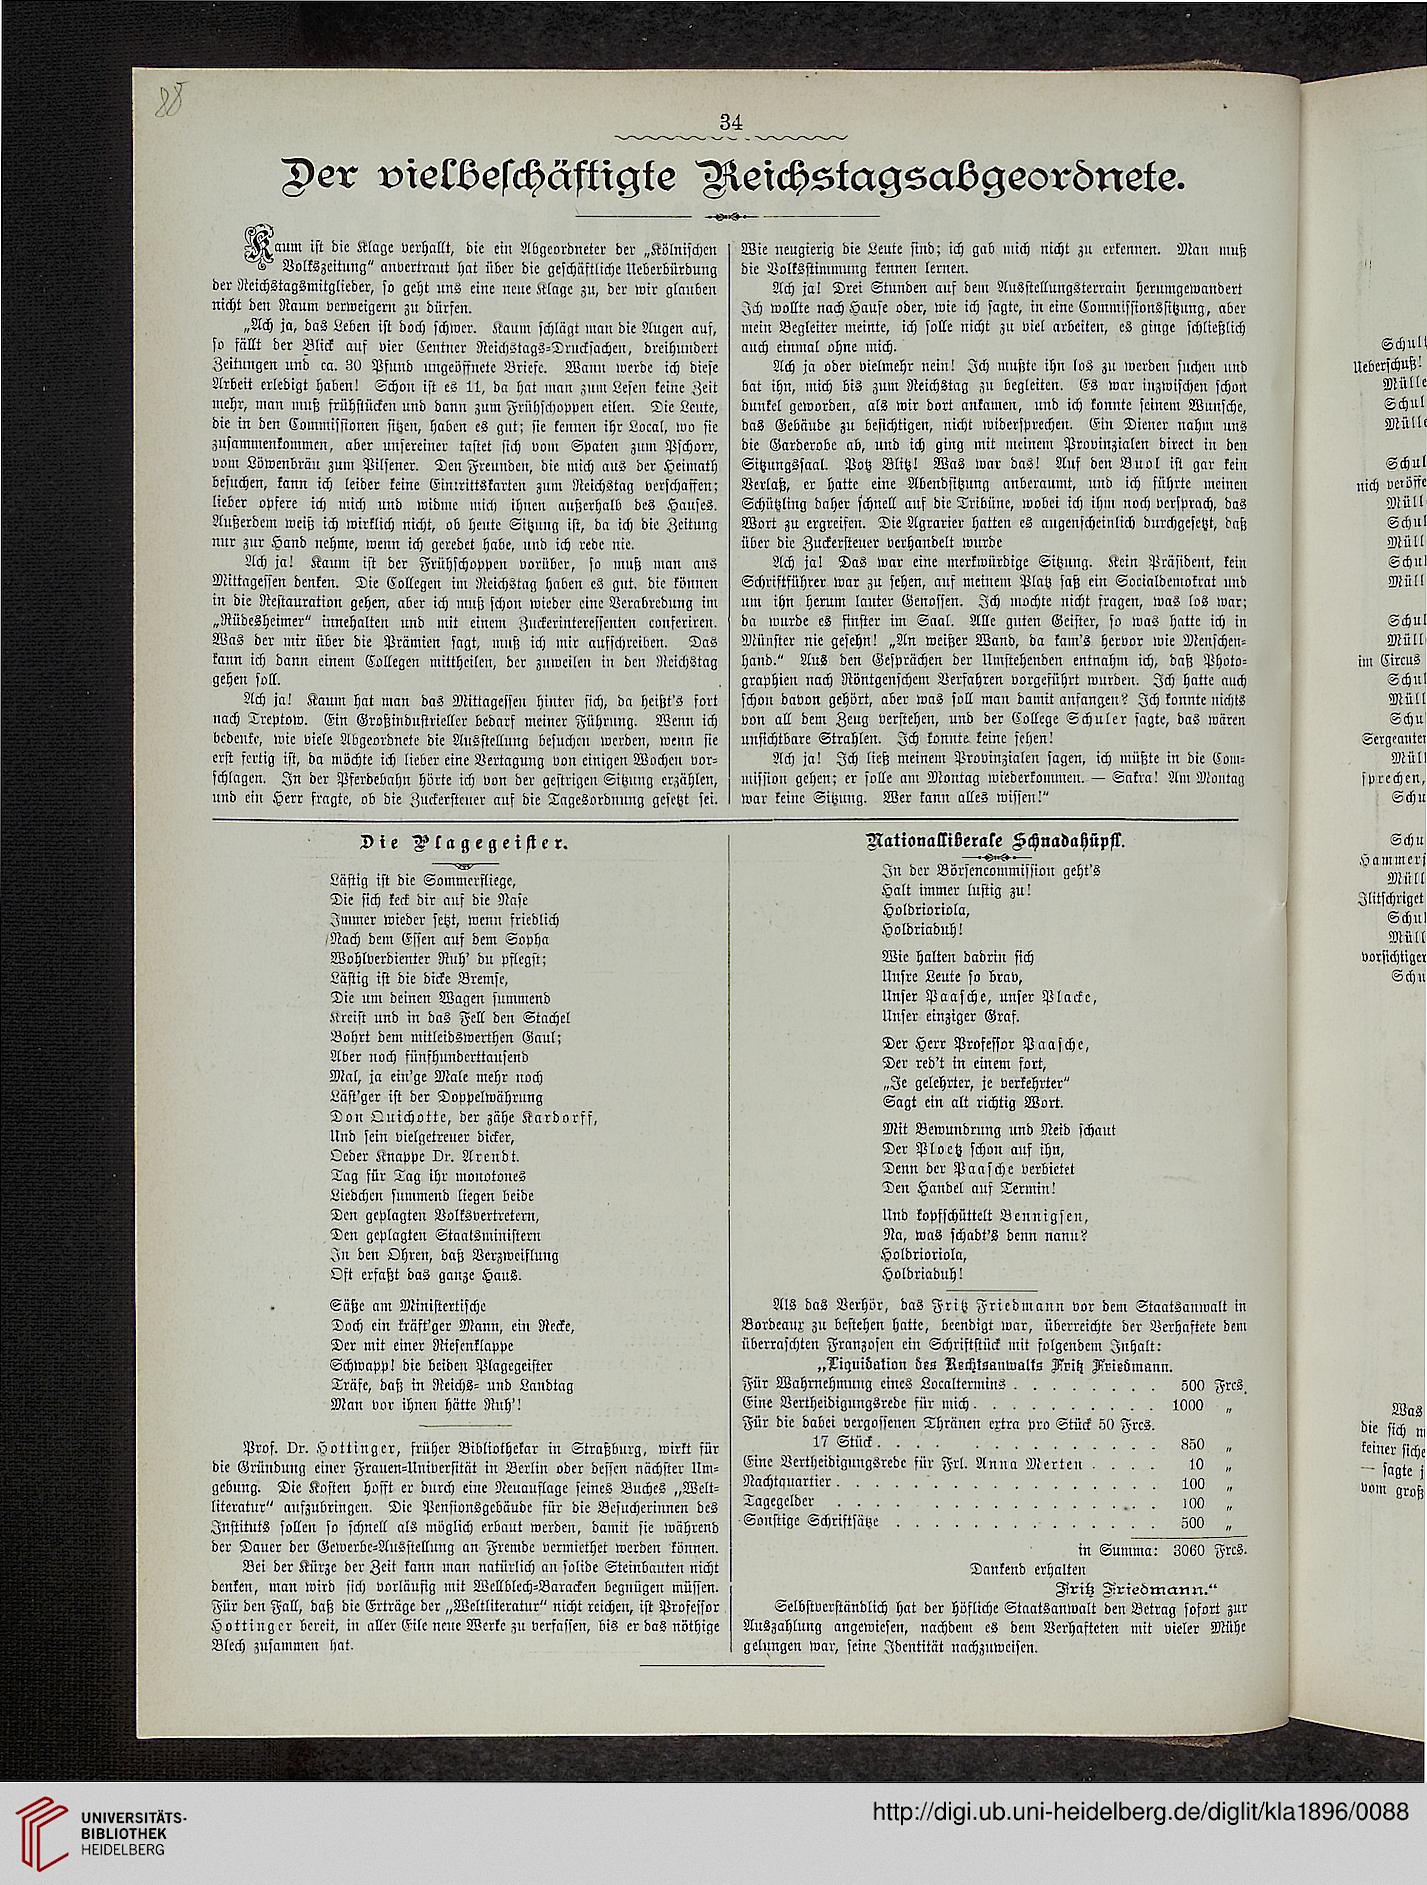 88
34
Der vielbeſchäftigte Reichstagsabgeordnete.
Kaum iſt die Klage verhallt, die ein Abgeordneter der „Kölniſchen
Volkszeitung“ anvertraut hat über die geſchäftliche Ueberbürdung
der Reichstagsmitglieder, ſo geht uns eine neue Klage zu, der wir glauben
nicht den Raum verweigern zu dürfen.
„Ach ja, das Leben iſt doch ſchwer. Kaum ſchlägt man die Augen auf,
ſo fällt der Blick auf vier Centner Reichstags-Druckſachen, dreihundert
Zeitungen und ca. 30 Pfund ungeöffnete Briefe. Wann werde ich dieſe
Arbeit erledigt haben! Schon iſt es 11, da hat man zum Leſen keine Zeit
mehr, man muß frühſtücken und dann zum Frühſchoppen eilen. Die Leute,
die in den Commiſſionen ſitzen, haben es gut; ſie kennen ihr Local, wo ſie
zuſammenkommen, aber unſereiner taſtet ſich vom Spaten zum Pſchorr,
vom Löwenbräu zum Pilſener. Den Freunden, die mich aus der Heimath
beſuchen, kann ich leider keine Eintrittskarten zum Reichstag verſchaffen;
lieber opfere ich mich und widme mich ihnen außerhalb des Hauſes.
Außerdem weiß ich wirklich nicht, ob heute Sitzung iſt, da ich die Zeitung
nur zur Hand nehme, wenn ich geredet habe, und ich rede nie.
Ach ja! Kaum iſt der Frühſchoppen vorüber, ſo muß man ans
Mittageſſen denken. Die Collegen im Reichstag haben es gut, die können
in die Reſtauration gehen, aber ich muß ſchon wieder eine Verabredung im
„Rüdesheimer“ innehalten und mit einem Zuckerintereſſenten conferiren.
Was der mir über die Prämien ſagt, muß ich mir aufſchreiben. Das
kann ich dann einem Collegen mittheilen, der zuweilen in den Reichstag
gehen ſoll.
Ach ja! Kaum hat man das Mittageſſen hinter ſich, da heißt's fort
nach Treptow. Ein Großinduſtrieller bedarf meiner Führung. Wenn ich
bedenke, wie viele Abgeordnete die Ausſtellung beſuchen werden, wenn ſie
erſt fertig iſt, da möchte ich lieber eine Vertagung von einigen Wochen vor-
ſchlagen. In der Pferdebahn hörte ich von der geſtrigen Sitzung erzählen,
und ein Herr fragte, ob die Zuckerſteuer auf die Tagesordnung geſetzt ſei.
Wie neugierig die Leute ſind; ich gab mich nicht zu erkennen. Man muß
die Volksſtimmung kennen lernen.
Ach ja! Drei Stunden auf dem Ausſtellungsterrain herumgewandert
Ich wollte nach Hauſe oder, wie ich ſagte, in eine Commiſſionsſitzung, aber
mein Begleiter meinte, ich ſolle nicht zu viel arbeiten, es ginge ſchließlich
auch einmal ohne mich.
Ach ja oder vielmehr nein! Ich mußte ihn los zu werden ſuchen und
bat ihn, mich bis zum Reichstag zu begleiten. Es war inzwiſchen ſchon
dunkel geworden, als wir dort ankamen, und ich konnte ſeinem Wunſche,
das Gebäude zu beſichtigen, nicht widerſprechen. Ein Diener nahm uns
die Garderobe ab, und ich ging mit meinem Provinzialen direct in den
Sitzungsſaal. Potz Blitz! Was war das! Auf den Buol iſt gar kein
Verlaß, er hatte eine Abendſitzung anberaumt, und ich führte meinen
Schützling daher ſchnell auf die Tribüne, wobei ich ihm noch verſprach, das
Wort zu ergreifen. Die Agrarier hatten es augenſcheinlich durchgeſetzt, daß
über die Zuckerſteuer verhandelt wurde
Ach ja! Das war eine merkwürdige Sitzung. Kein Präſident, kein
Schriftführer war zu ſehen, auf meinem Platz ſaß ein Socialdemokrat und
um ihn herum lauter Genoſſen. Ich mochte nicht fragen, was los war;
da wurde es finſter im Saal. Alle guten Geiſter, ſo was hatte ich in
Münſter nie geſehn! „An weißer Wand, da kam's hervor wie Menſchen-
hand.“ Aus den Geſprächen der Umſtehenden entnahm ich, daß Photo-
graphien nach Röntgenſchem Verfahren vorgeführt wurden. Ich hatte auch
ſchon davon gehört, aber was ſoll man damit anfangen? Ich konnte nichts
von all dem Zeug verſtehen, und der College Schuler ſagte, das wären
unſichtbare Strahlen. Ich konnte keine ſehen!
Ach ja! Ich ließ meinem Provinzialen ſagen, ich müßte in die Com-
miſſion gehen; er ſolle am Montag wiederkommen. — Sakra! Am Montag
war keine Sitzung. Wer kann alles wiſſen!“
Die Plagegeiſter.
Läſtig iſt die Sommerfliege,
Die ſich keck dir auf die Naſe
Immer wieder ſetzt, wenn friedlich
Nach dem Eſſen auf dem Sopha
Wohlverdienter Ruh' du pflegſt;
Läſtig iſt die dicke Bremſe,
Die um deinen Wagen ſummend
Kreiſt und in das Fell den Stachel
Bohrt dem mitleidswerthen Gaul;
Aber noch fünfhunderttauſend
Mal, ja ein'ge Male mehr noch
Läſt'ger iſt der Doppelwährung
Don Quichotte, der zähe Kardorff,
Und ſein vielgetreuer dicker,
Oeder Knappe Dr. Arendt.
Tag für Tag ihr monotones
Liedchen ſummend liegen beide
Den geplagten Volksvertretern,
Den geplagten Staatsminiſtern
In den Ohren, daß Verzweiflung
Oft erfaßt das ganze Haus.
Säße am Miniſtertiſche
Doch ein kräft'ger Mann, ein Recke,
Der mit einer Rieſenklappe
Schwapp! die beiden Plagegeiſter
Träfe, daß in Reichs- und Landtag
Man vor ihnen hätte Ruh'!
Prof. Dr. Hottinger, früher Bibliothekar in Straßburg, wirkt für
die Gründung einer Frauen-Univerſität in Berlin oder deſſen nächſter Um-
gebung. Die Koſten hofft er durch eine Neuauflage ſeines Buches „Welt-
literatur“ aufzubringen. Die Penſionsgebäude für die Beſucherinnen des
Inſtituts ſollen ſo ſchnell als möglich erbaut werden, damit ſie während
der Dauer der Gewerbe-Ausſtellung an Fremde vermiethet werden können.
Bei der Kürze der Zeit kann man natürlich an ſolide Steinbauten nicht
denken, man wird ſich vorläufig mit Wellblech-Baracken begnügen müſſen.
Für den Fall, daß die Erträge der „Weltliteratur“ nicht reichen, iſt Profeſſor
Hottinger bereit, in aller Eile neue Werke zu verfaſſen, bis er das nöthige
Blech zuſammen hat.
Nationalliberale Schnadahüpfl.
In der Börſencommiſſion geht's
Halt immer luſtig zu!
Holdrioriola,
Holdriaduh!
Wie halten dadrin ſich
Unſre Leute ſo brav,
Unſer Paaſche, unſer Placke,
Unſer einziger Graf.
Der Herr Profeſſor Paaſche,
Der red't in einem fort,
„Je gelehrter, je verkehrter“
Sagt ein alt richtig Wort.
Mit Bewundrung und Neid ſchaut
Der Ploetz ſchon auf ihn,
Denn der Paaſche verbietet
Den Handel auf Termin!
Und kopfſchüttelt Bennigſen,
Na, was ſchadt's denn nanu?
Holdrioriola,
Holdriaduh!
Als das Verhör, das Fritz Friedmann vor dem Staatsanwalt in
Bordeaux zu beſtehen hatte, beendigt war, überreichte der Verhaftete dem
überraſchten Franzoſen ein Schriftſtück mit folgendem Inhalt:
„Liquidation des Rechtsanwalts Fritz Friedmann.
Für Wahrnehmung eines Localtermins . . . . . . . . 500 Frcs.
Eine Vertheidigungsrede für mich . . . . . . . . . . 1000 „
Für die dabei vergoſſenen Thränen extra pro Stück 50 Frcs.
17 Stück . . . . . . . . . . . . . . . 850 „
Eine Vertheidigungsrede für Frl. Anna Merten . . . . 10 „
Nachtquartier . . . . . . . . . . . . . . . . . 100 „
Tagegelder . . . . . . . . . . . . . . . . . 100 „
Sonſtige Schriftſätze . . . . . . . . . . . . . . 500 „
in Summa: 3060 Frcs.
Dankend erhalten
Fritz Friedmann.“
Selbſtverſtändlich hat der höfliche Staatsanwalt den Betrag ſofort zur
Auszahlung angewieſen, nachdem es dem Verhafteten mit vieler Mühe
gelungen war, ſeine Identität nachzuweiſen.
UNIVERSITÄTS-
BIBLIOTHEK
HEIDELBERG
http://digi.ub.uni-heidelberg.de/diglit/kla1896/0088